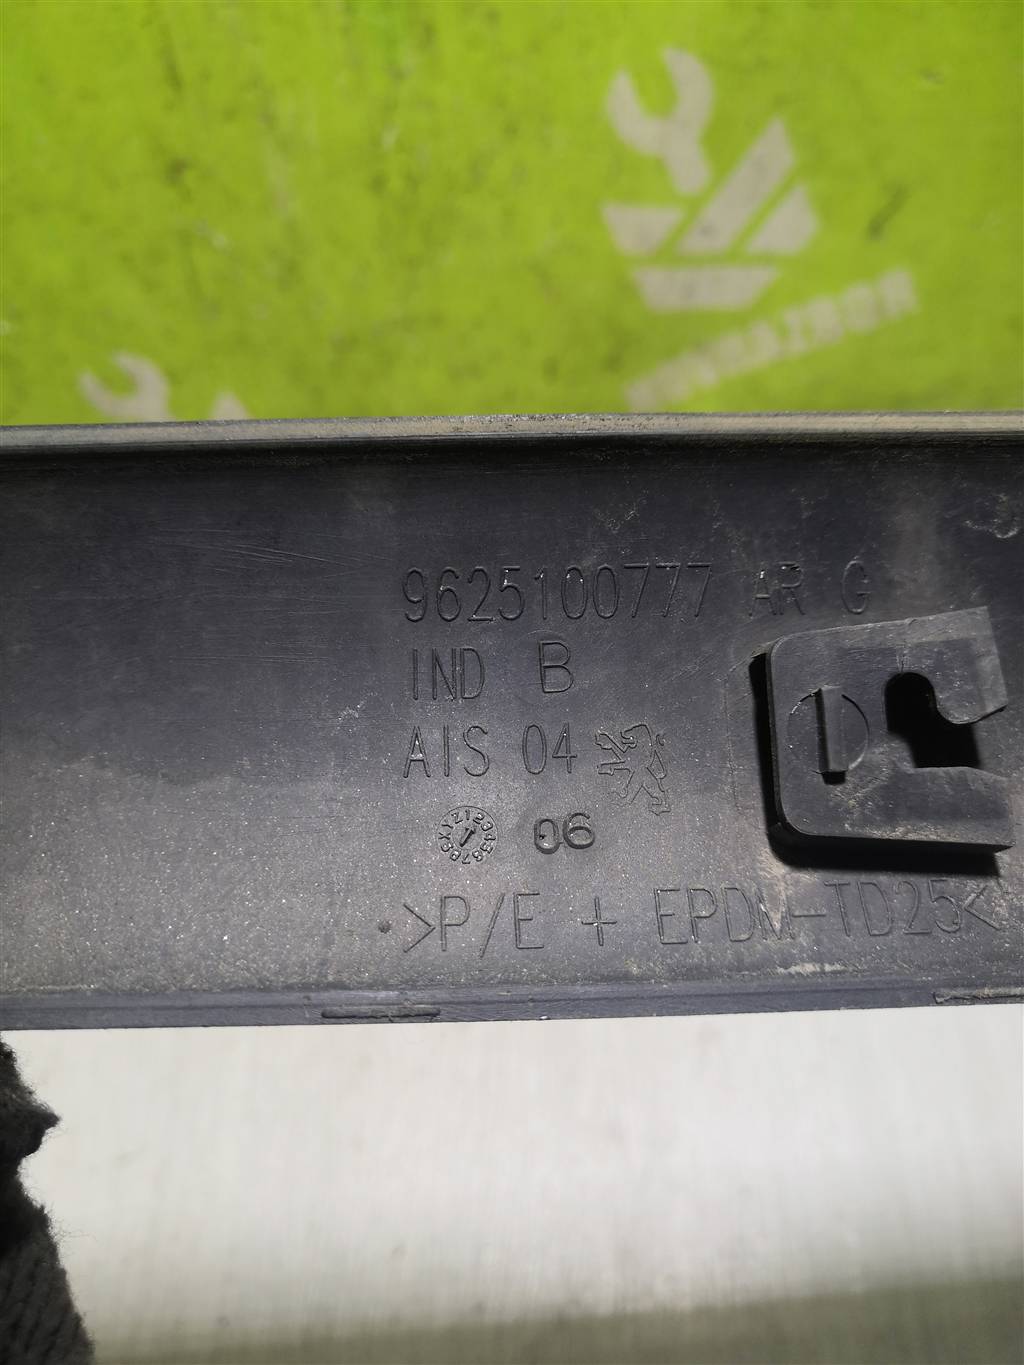 9625100777 AR G
IND B
AIS 04
06
>P/E + EPDM-TD25<